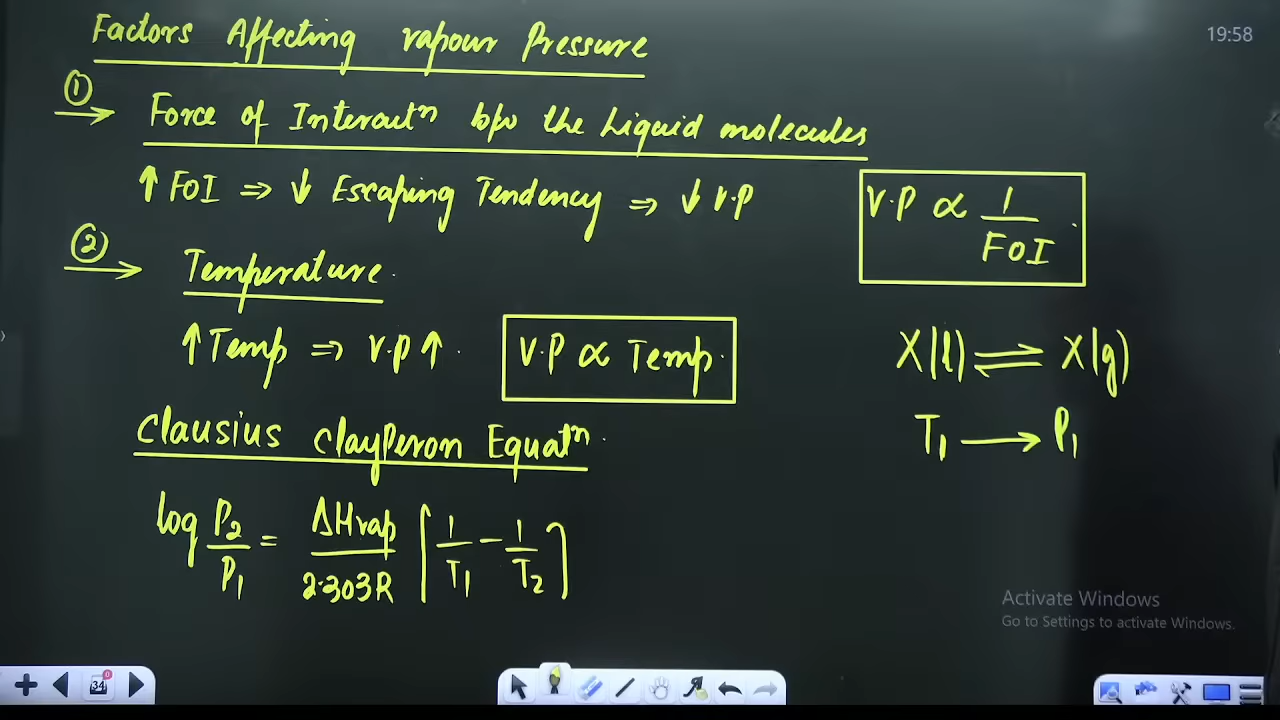 Factors Affecting vapour Pressure
19:58
① Force of Interactⁿ b/w the Liquid molecules
↑ FOI ⇒ ↓ Escaping Tendency ⇒ ↓ V.P
V.P ∝ 1/FOI
② Temperature
↑ Temp ⇒ V.P ↑
V.P ∝ Temp
X(l) ⇌ X(g)
T₁ → P₁
Clausius Clayperon Equatⁿ
log P₂/P₁ = ΔHvap/2.303R [1/T₁ - 1/T₂]
Activate Windows
Go to Settings to activate Windows.
34